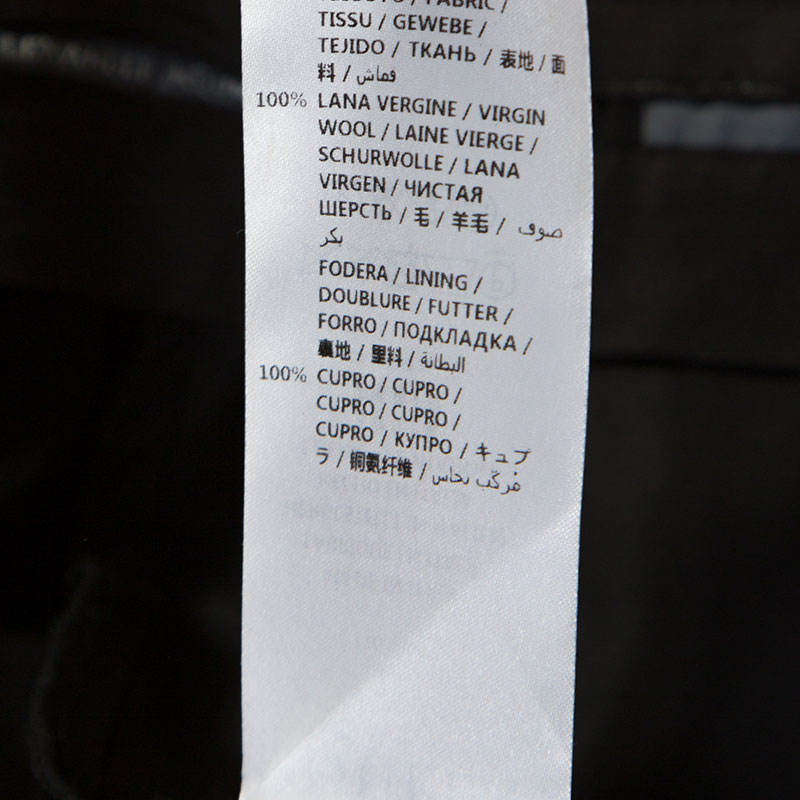 FABRIC /
TISSU / GEWEBE /
TEJIDO / ТКАНЬ / 表地 / 面
料 / قماش
100% LANA VERGINE / VIRGIN
WOOL / LAINE VIERGE /
SCHURWOLLE / LANA
VIRGEN / ЧИСТАЯ
ШЕРСТЬ / 毛 / 羊毛 / صوف
بكر
FODERA / LINING /
DOUBLURE / FUTTER /
FORRO / ПОДКЛАДКА /
裏地 / 里料 / البطانة
100% CUPRO / CUPRO /
CUPRO / CUPRO /
CUPRO / КУПРО / キュプ
ラ / 铜氨纤维 / مركب نحاس